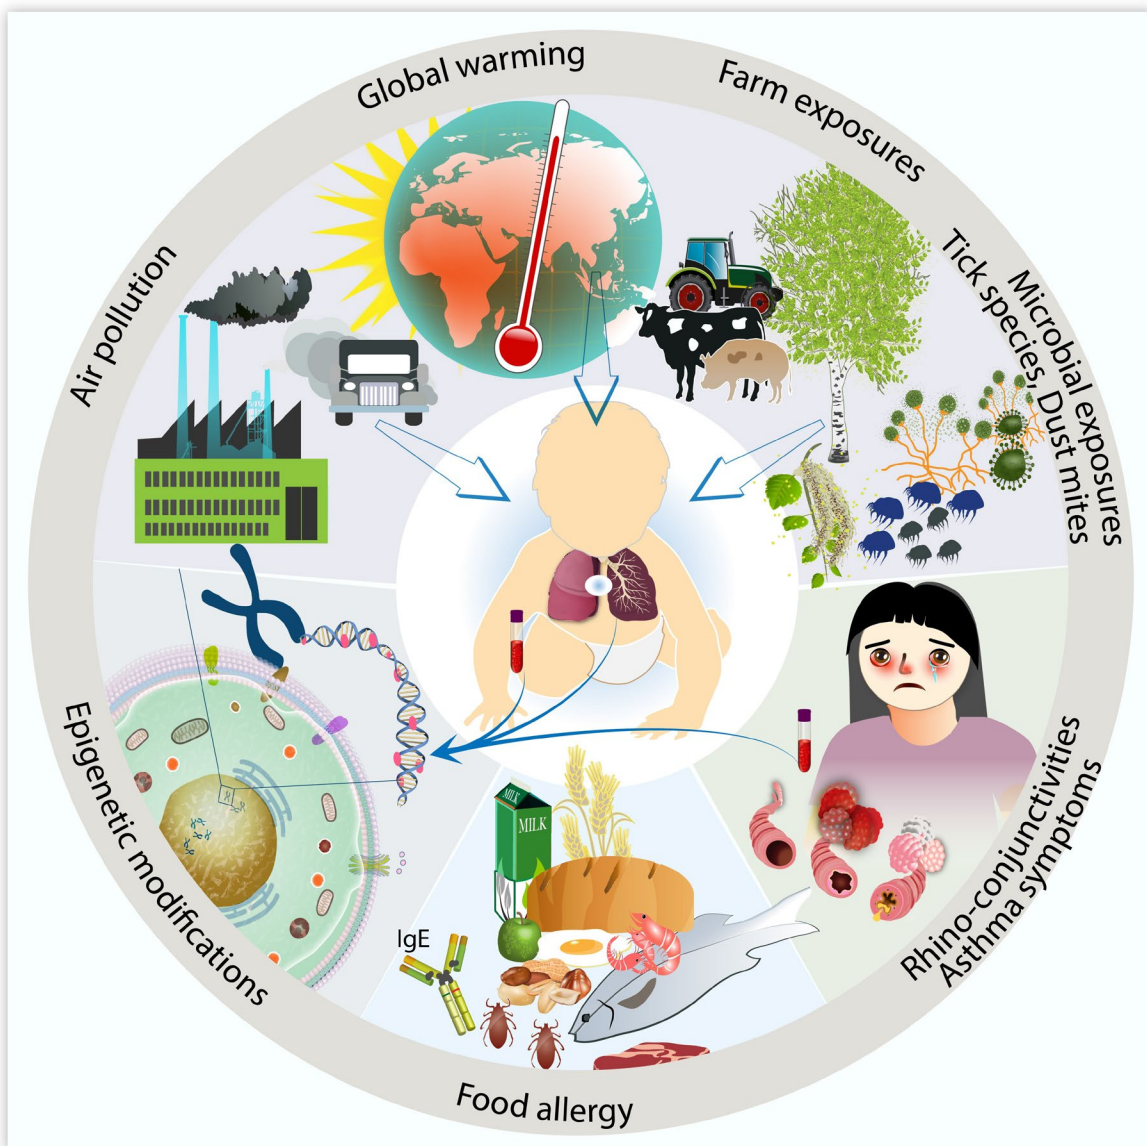 Global warming
Farm exposures
Air pollution
Microbial exposures
Tick species, Dust mites
Epigenetic modifications
Rhino-conjunctivities
Asthma symptoms
MILK
MILK
IgE
Food allergy